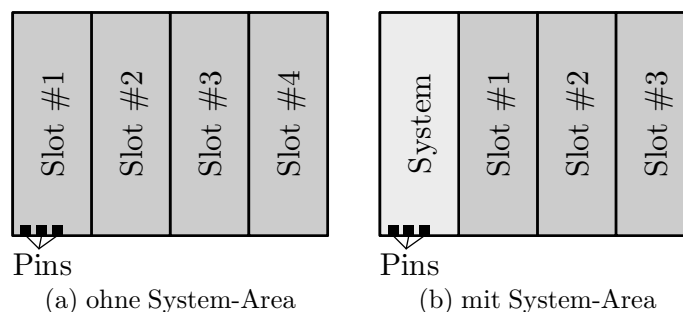 Slot #1
Slot #2
Slot #3
Slot #4
Pins
(a) ohne System-Area
System
Slot #1
Slot #2
Slot #3
Pins
(b) mit System-Area